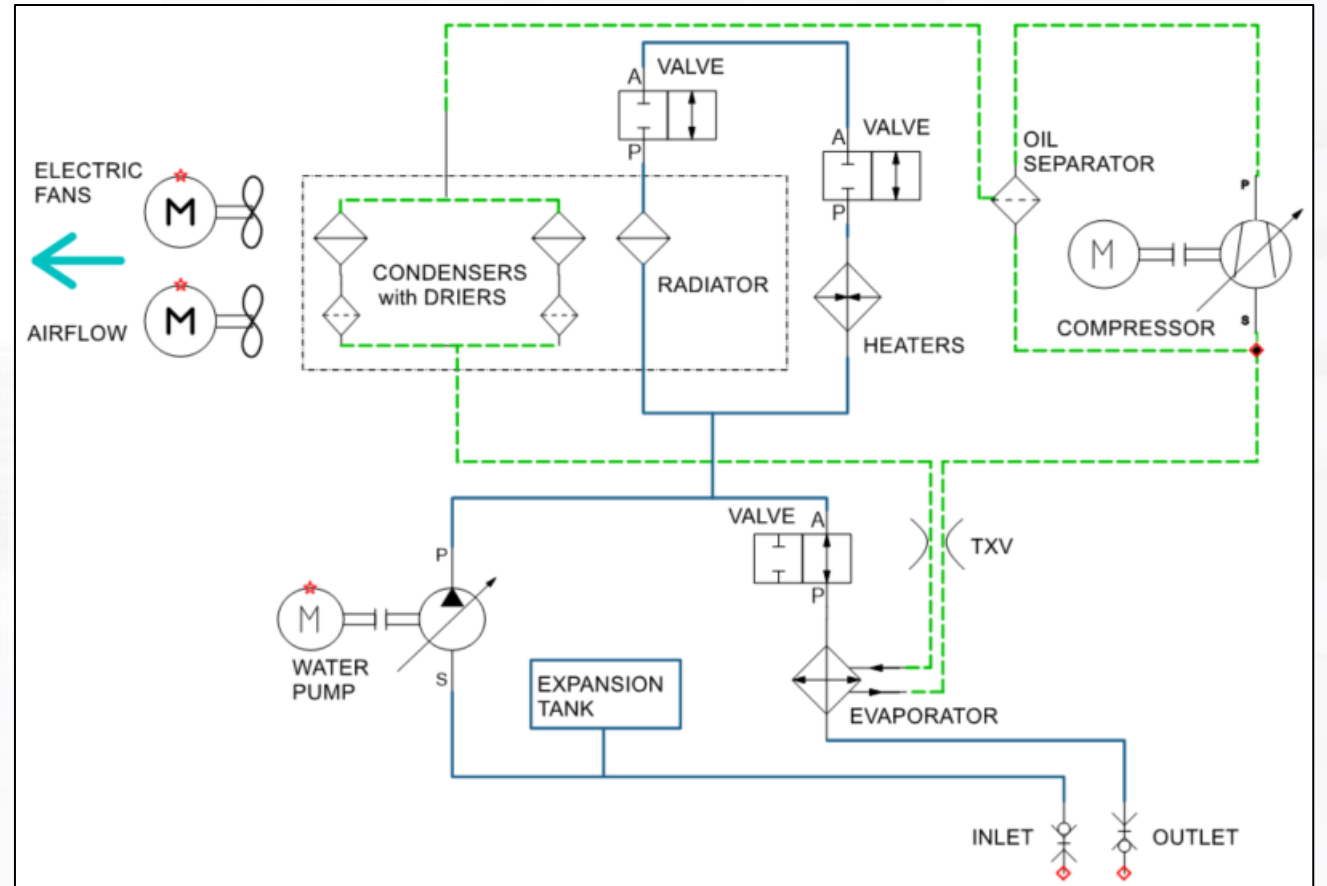 A
VALVE
P
A
VALVE
P
OIL
SEPARATOR
ELECTRIC
FANS
M
AIRFLOW
M
CONDENSERS
with DRIERS
RADIATOR
HEATERS
M
P
S
COMPRESSOR
VALVE
A
P
TXV
P
M
S
WATER
PUMP
EXPANSION
TANK
EVAPORATOR
INLET
OUTLET